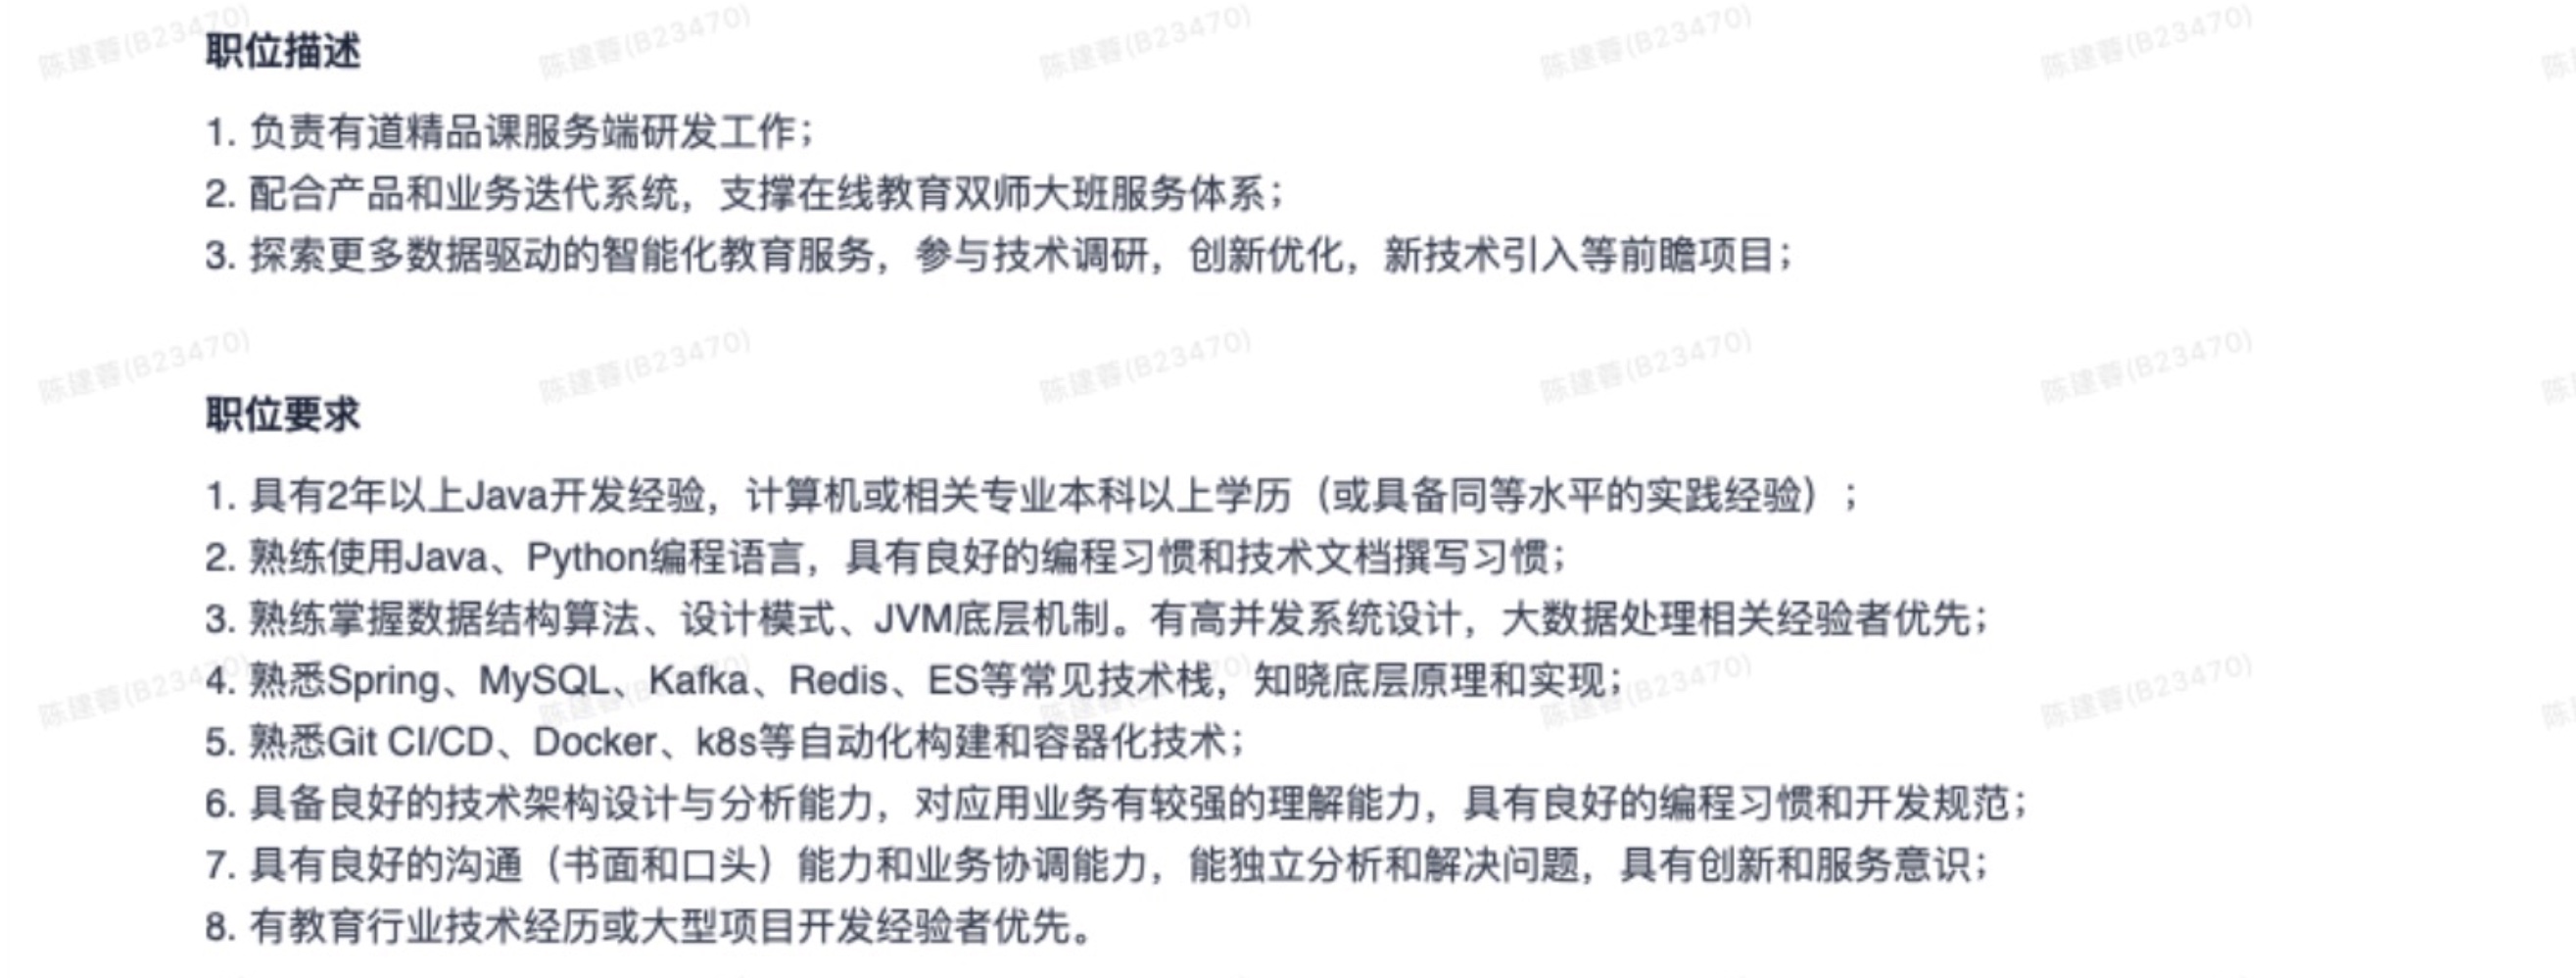 职位描述
1. 负责有道精品课服务端研发工作；
2. 配合产品和业务迭代系统，支撑在线教育双师大班服务体系；
3. 探索更多数据驱动的智能化教育服务，参与技术调研，创新优化，新技术引入等前瞻项目；
职位要求
1. 具有2年以上Java开发经验，计算机或相关专业本科以上学历（或具备同等水平的实践经验）；
2. 熟练使用Java、Python编程语言，具有良好的编程习惯和技术文档撰写习惯；
3. 熟练掌握数据结构算法、设计模式、JVM底层机制。有高并发系统设计，大数据处理相关经验者优先；
4. 熟悉Spring、MySQL、Kafka、Redis、ES等常见技术栈，知晓底层原理和实现；
5. 熟悉Git CI/CD、Docker、k8s等自动化构建和容器化技术；
6. 具备良好的技术架构设计与分析能力，对应用业务有较强的理解能力，具有良好的编程习惯和开发规范；
7. 具有良好的沟通（书面和口头）能力和业务协调能力，能独立分析和解决问题，具有创新和服务意识；
8. 有教育行业技术经历或大型项目开发经验者优先。
陈建蓉(B23470)